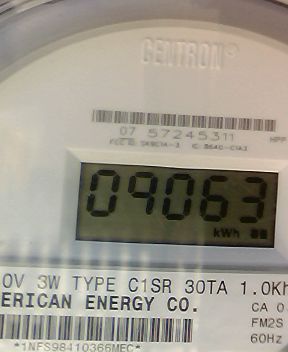 CENTRON®
07 57245311
09063
kWh
0V 3W TYPE C1SR 30TA 1.0Kh
ERICAN ENERGY CO.
CA 0
FM2S
60Hz
*1NFS98410366MEC*